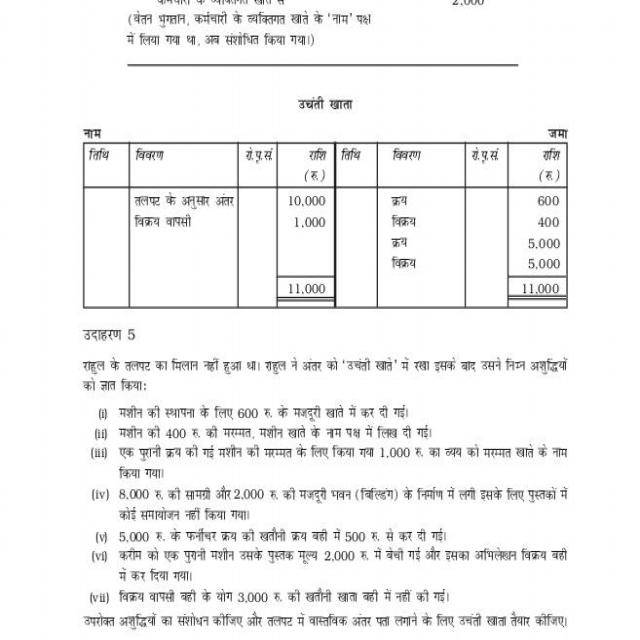 कर्मचारी के व्यक्तिगत खाते से 2,000
(वेतन भुगतान, कर्मचारी के व्यक्तिगत खाते के 'नाम' पक्ष
में लिया गया था, अब संशोधित किया गया।)
उचंती खाता
नाम जमा
तिथि विवरण रो.पृ.सं. राशि तिथि विवरण रो.पृ.सं. राशि
(रु.) (रु.)
तलपट के अनुसार अंतर 10,000 क्रय 600
विक्रय वापसी 1,000 विक्रय 400
क्रय 5,000
विक्रय 5,000
11,000 11,000
उदाहरण 5
राहुल के तलपट का मिलान नहीं हुआ था। राहुल ने अंतर को 'उचंती खाते' में रखा इसके बाद उसने निम्न अशुद्धियों
को ज्ञात किया:
(i) मशीन की स्थापना के लिए 600 रु. के मजदूरी खाते में कर दी गई।
(ii) मशीन की 400 रु. की मरम्मत, मशीन खाते के नाम पक्ष में लिख दी गई।
(iii) एक पुरानी क्रय की गई मशीन की मरम्मत के लिए किया गया 1,000 रु. का व्यय को मरम्मत खाते के नाम
किया गया।
(iv) 8,000 रु. की सामग्री और 2,000 रु. की मजदूरी भवन (बिल्डिंग) के निर्माण में लगी इसके लिए पुस्तकों में
कोई समायोजन नहीं किया गया।
(v) 5,000 रु. के फर्नीचर क्रय की खतौनी क्रय बही में 500 रु. से कर दी गई।
(vi) करीम को एक पुरानी मशीन उसके पुस्तक मूल्य 2,000 रु. में बेची गई और इसका अभिलेखन विक्रय बही
में कर दिया गया।
(vii) विक्रय वापसी बही के योग 3,000 रु. की खतौनी खाता बही में नहीं की गई।
उपरोक्त अशुद्धियों का संशोधन कीजिए और तलपट में वास्तविक अंतर पता लगाने के लिए उचंती खाता तैयार कीजिए।